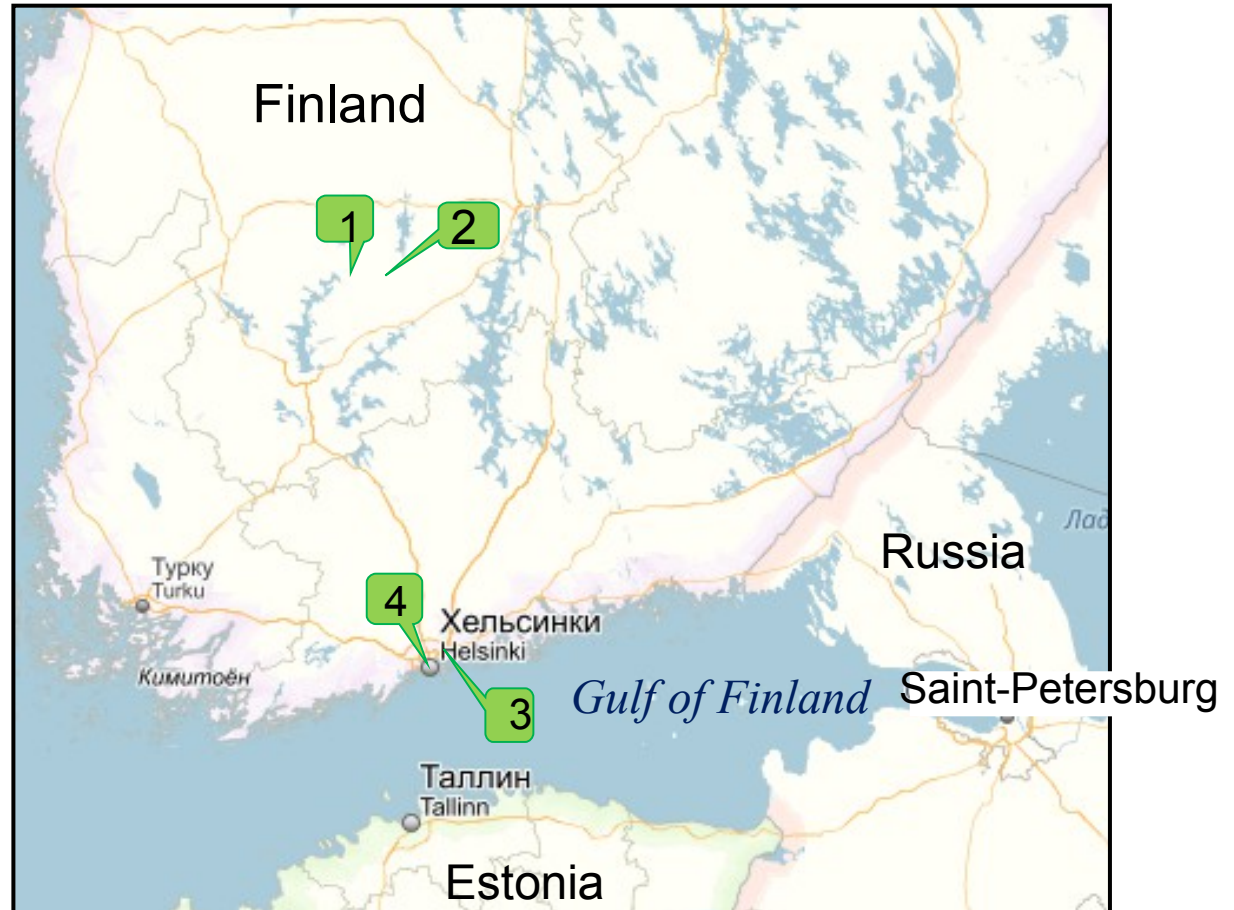 Finland
1
2
Лад
Russia
Турку
Turku
4
Хельсинки
Helsinki
Кимитоён
Gulf of Finland
Saint-Petersburg
3
Таллин
Tallinn
Estonia